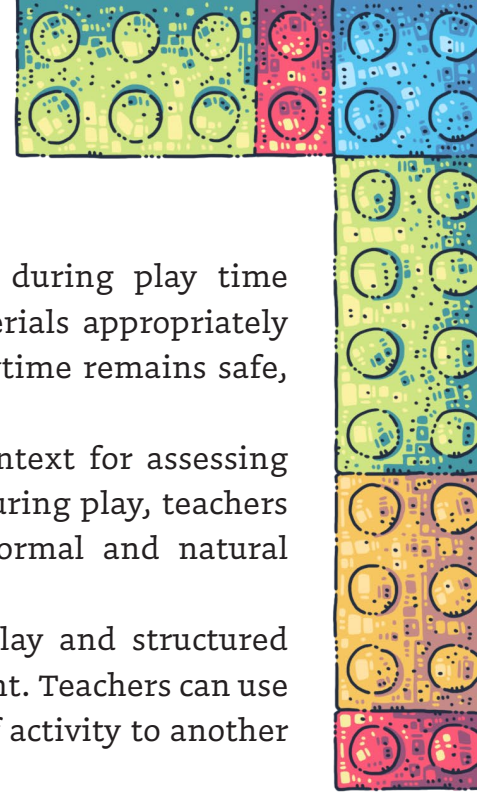 during play time
erials appropriately
ytime remains safe,
ntext for assessing
uring play, teachers
ormal and natural
lay and structured
nt. Teachers can use
f activity to another